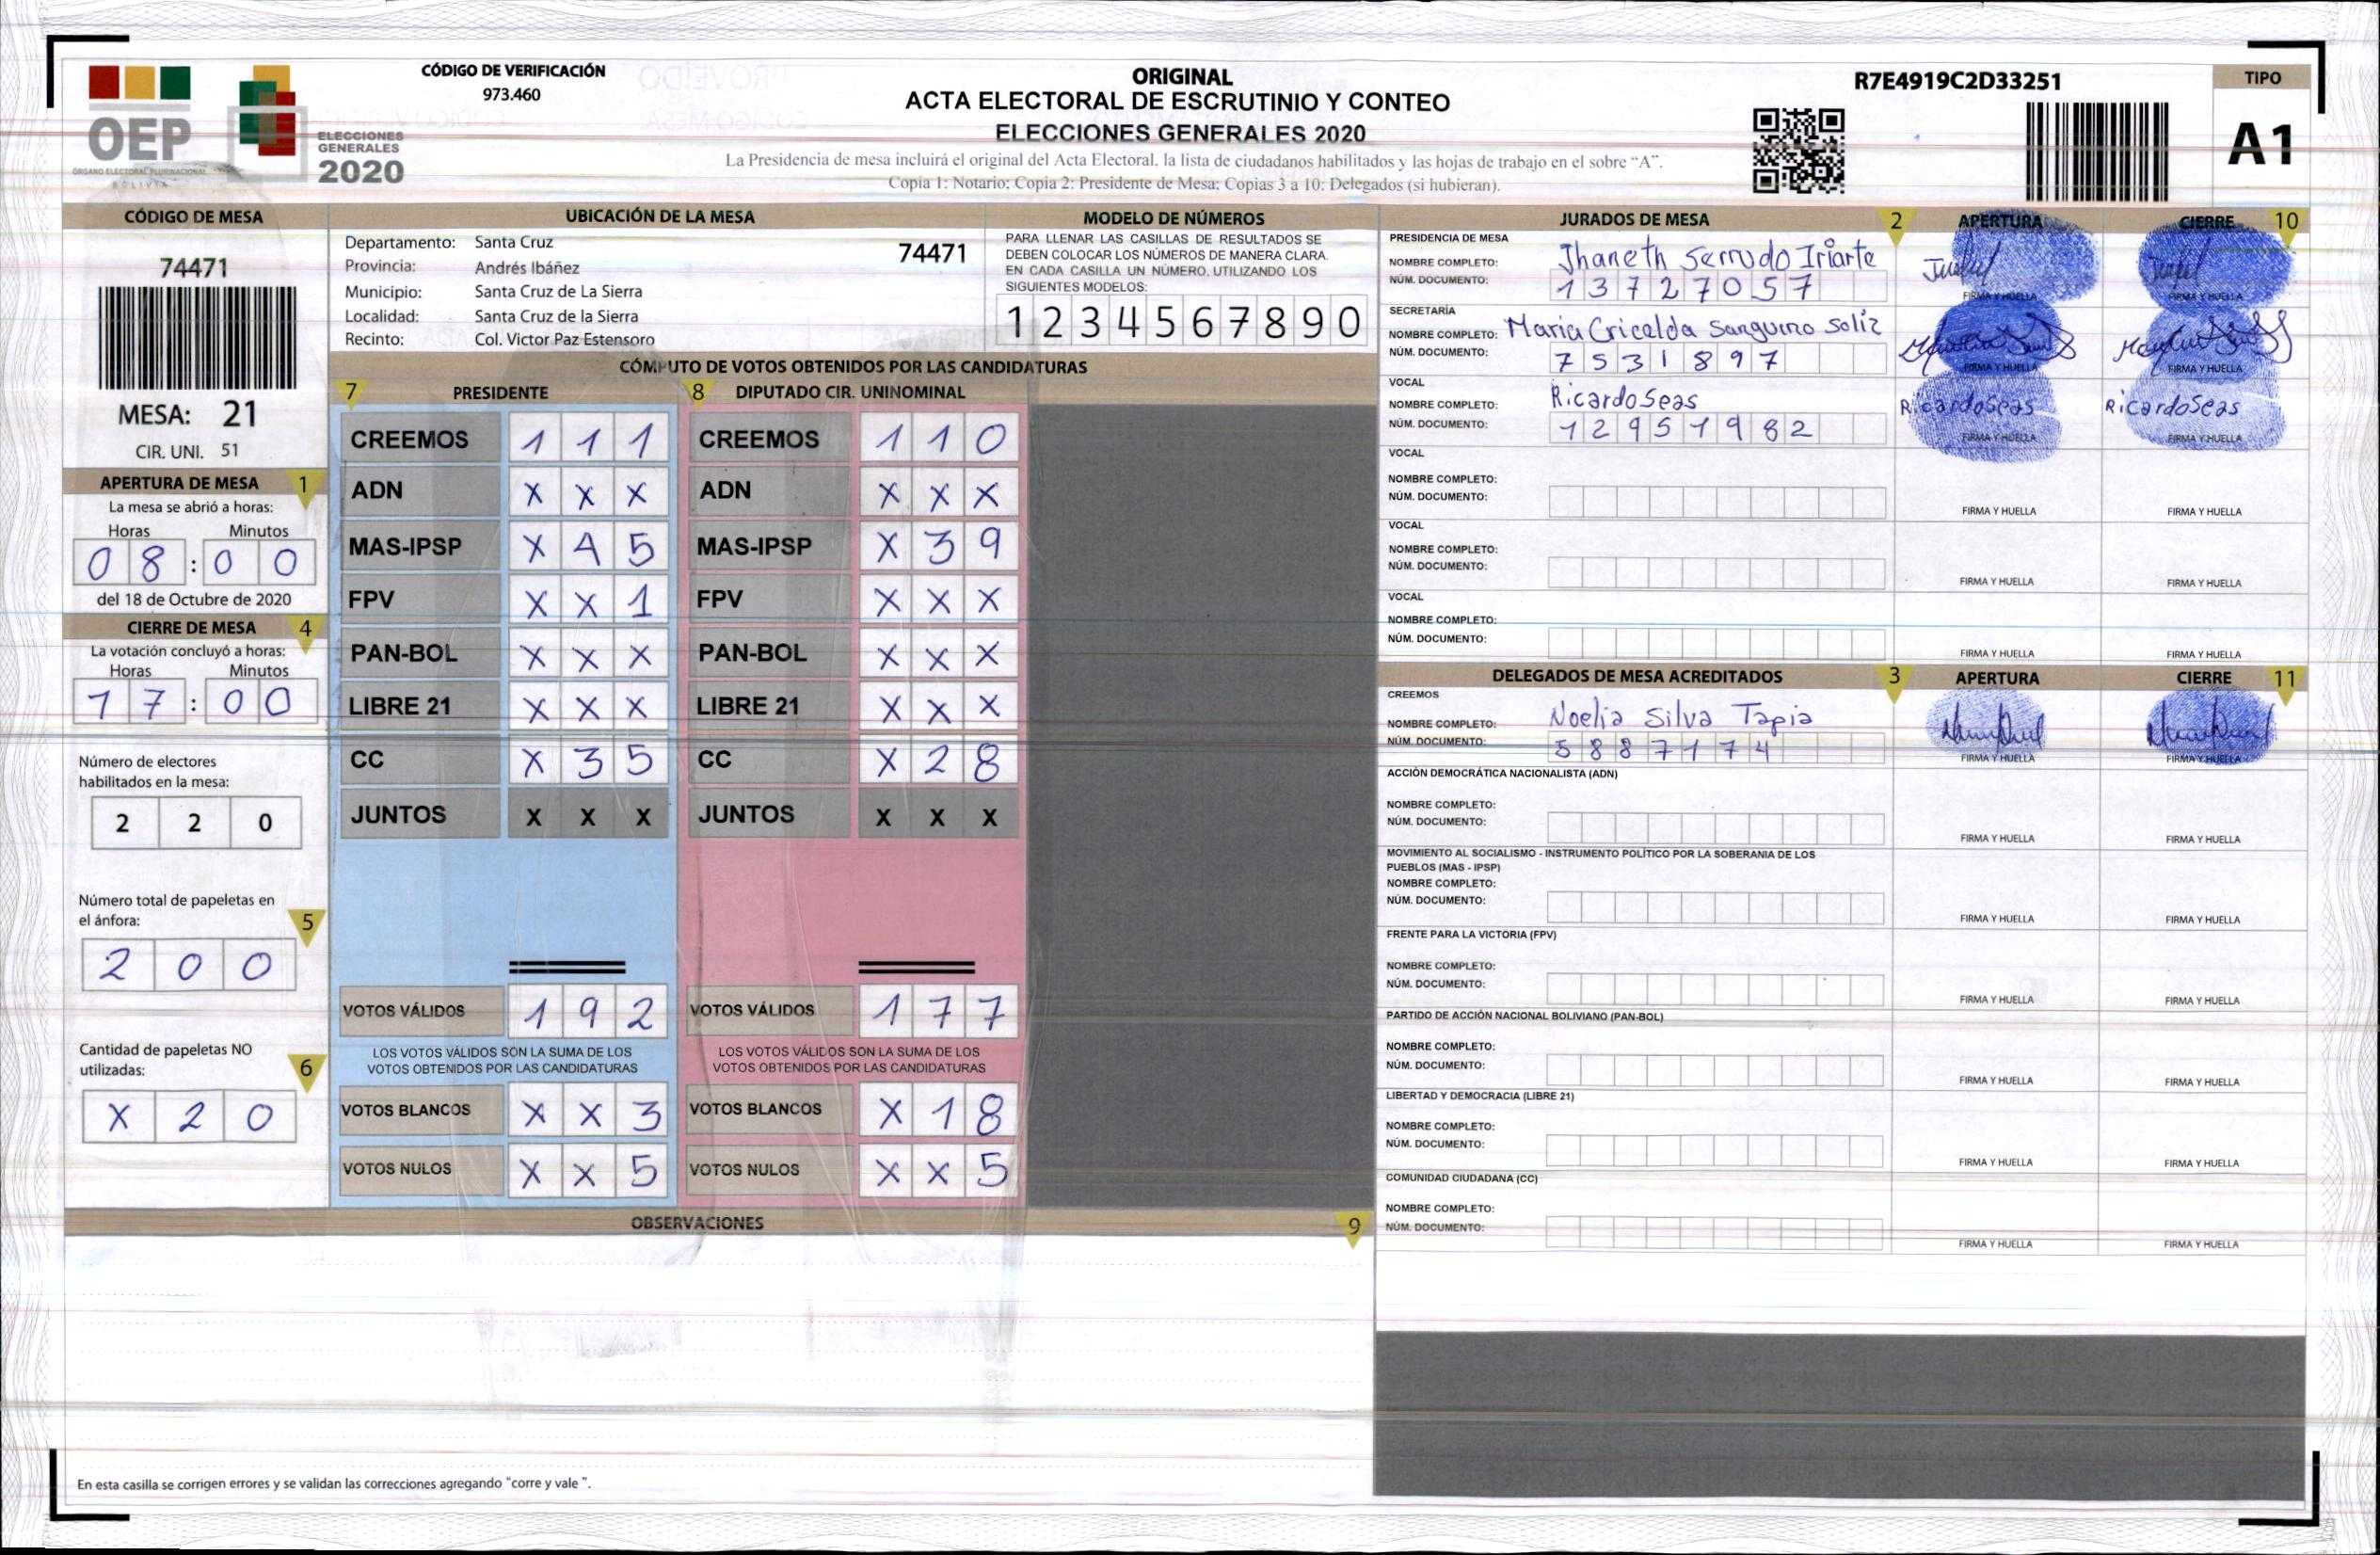 CÓDIGO DE VERIFICACIÓN
973.460
OEP
ÓRGANO ELECTORAL PLURINACIONAL
BOLIVIA
ELECCIONES
GENERALES
2020
ORIGINAL
ACTA ELECTORAL DE ESCRUTINIO Y CONTEO
ELECCIONES GENERALES 2020
La Presidencia de mesa incluirá el original del Acta Electoral, la lista de ciudadanos habilitados y las hojas de trabajo en el sobre “A”.
Copia 1: Notario; Copia 2: Presidente de Mesa; Copias 3 a 10: Delegados (si hubieran).
R7E4919C2D33251
TIPO
A1
CÓDIGO DE MESA
74471
MESA: 21
CIR. UNI. 51
APERTURA DE MESA 1
La mesa se abrió a horas:
Horas Minutos
0 8 : 0 0
del 18 de Octubre de 2020
CIERRE DE MESA 4
La votación concluyó a horas:
Horas Minutos
1 7 : 0 0
Número de electores
habilitados en la mesa:
2 2 0
Número total de papeletas en
el ánfora: 5
2 0 0
Cantidad de papeletas NO
utilizadas: 6
X 2 0
UBICACIÓN DE LA MESA
Departamento: Santa Cruz 74471
Provincia: Andrés Ibáñez
Municipio: Santa Cruz de La Sierra
Localidad: Santa Cruz de la Sierra
Recinto: Col. Victor Paz Estensoro
MODELO DE NÚMEROS
PARA LLENAR LAS CASILLAS DE RESULTADOS SE
DEBEN COLOCAR LOS NÚMEROS DE MANERA CLARA.
EN CADA CASILLA UN NÚMERO, UTILIZANDO LOS
SIGUIENTES MODELOS:
1 2 3 4 5 6 7 8 9 0
CÓMPUTO DE VOTOS OBTENIDOS POR LAS CANDIDATURAS
7 PRESIDENTE 8 DIPUTADO CIR. UNINOMINAL
CREEMOS 1 1 1 CREEMOS 1 1 0
ADN X X X ADN X X X
MAS-IPSP X 4 5 MAS-IPSP X 3 9
FPV X X 1 FPV X X X
PAN-BOL X X X PAN-BOL X X X
LIBRE 21 X X X LIBRE 21 X X X
CC X 3 5 CC X 2 8
JUNTOS X X X JUNTOS X X X
VOTOS VÁLIDOS 1 9 2 VOTOS VÁLIDOS 1 7 7
LOS VOTOS VÁLIDOS SON LA SUMA DE LOS LOS VOTOS VÁLIDOS SON LA SUMA DE LOS
VOTOS OBTENIDOS POR LAS CANDIDATURAS VOTOS OBTENIDOS POR LAS CANDIDATURAS
VOTOS BLANCOS X X 3 VOTOS BLANCOS X 1 8
VOTOS NULOS X X 5 VOTOS NULOS X X 5
OBSERVACIONES 9
En esta casilla se corrigen errores y se validan las correcciones agregando “corre y vale ”.
JURADOS DE MESA 2 APERTURA CIERRE 10
PRESIDENCIA DE MESA
NOMBRE COMPLETO: Jhaneth Serrudo Iriarte
NÚM. DOCUMENTO: 1 3 7 2 7 0 5 7
FIRMA Y HUELLA FIRMA Y HUELLA
SECRETARÍA
NOMBRE COMPLETO: Maria Cricelda Sanguino Soliz
NÚM. DOCUMENTO: 7 5 3 1 8 9 7
FIRMA Y HUELLA FIRMA Y HUELLA
VOCAL
NOMBRE COMPLETO: Ricardo Seas Ricardo Seas Ricardo Seas
NÚM. DOCUMENTO: 1 2 9 5 1 9 8 2
FIRMA Y HUELLA FIRMA Y HUELLA
VOCAL
NOMBRE COMPLETO:
NÚM. DOCUMENTO:
FIRMA Y HUELLA FIRMA Y HUELLA
VOCAL
NOMBRE COMPLETO:
NÚM. DOCUMENTO:
FIRMA Y HUELLA FIRMA Y HUELLA
VOCAL
NOMBRE COMPLETO:
NÚM. DOCUMENTO:
FIRMA Y HUELLA FIRMA Y HUELLA
DELEGADOS DE MESA ACREDITADOS 3 APERTURA CIERRE 11
CREEMOS
NOMBRE COMPLETO: Noelia Silva Tapia
NÚM. DOCUMENTO: 5 8 8 7 1 7 4
FIRMA Y HUELLA FIRMA Y HUELLA
ACCIÓN DEMOCRÁTICA NACIONALISTA (ADN)
NOMBRE COMPLETO:
NÚM. DOCUMENTO:
FIRMA Y HUELLA FIRMA Y HUELLA
MOVIMIENTO AL SOCIALISMO - INSTRUMENTO POLÍTICO POR LA SOBERANIA DE LOS
PUEBLOS (MAS - IPSP)
NOMBRE COMPLETO:
NÚM. DOCUMENTO:
FIRMA Y HUELLA FIRMA Y HUELLA
FRENTE PARA LA VICTORIA (FPV)
NOMBRE COMPLETO:
NÚM. DOCUMENTO:
FIRMA Y HUELLA FIRMA Y HUELLA
PARTIDO DE ACCIÓN NACIONAL BOLIVIANO (PAN-BOL)
NOMBRE COMPLETO:
NÚM. DOCUMENTO:
FIRMA Y HUELLA FIRMA Y HUELLA
LIBERTAD Y DEMOCRACIA (LIBRE 21)
NOMBRE COMPLETO:
NÚM. DOCUMENTO:
FIRMA Y HUELLA FIRMA Y HUELLA
COMUNIDAD CIUDADANA (CC)
NOMBRE COMPLETO:
NÚM. DOCUMENTO:
FIRMA Y HUELLA FIRMA Y HUELLA